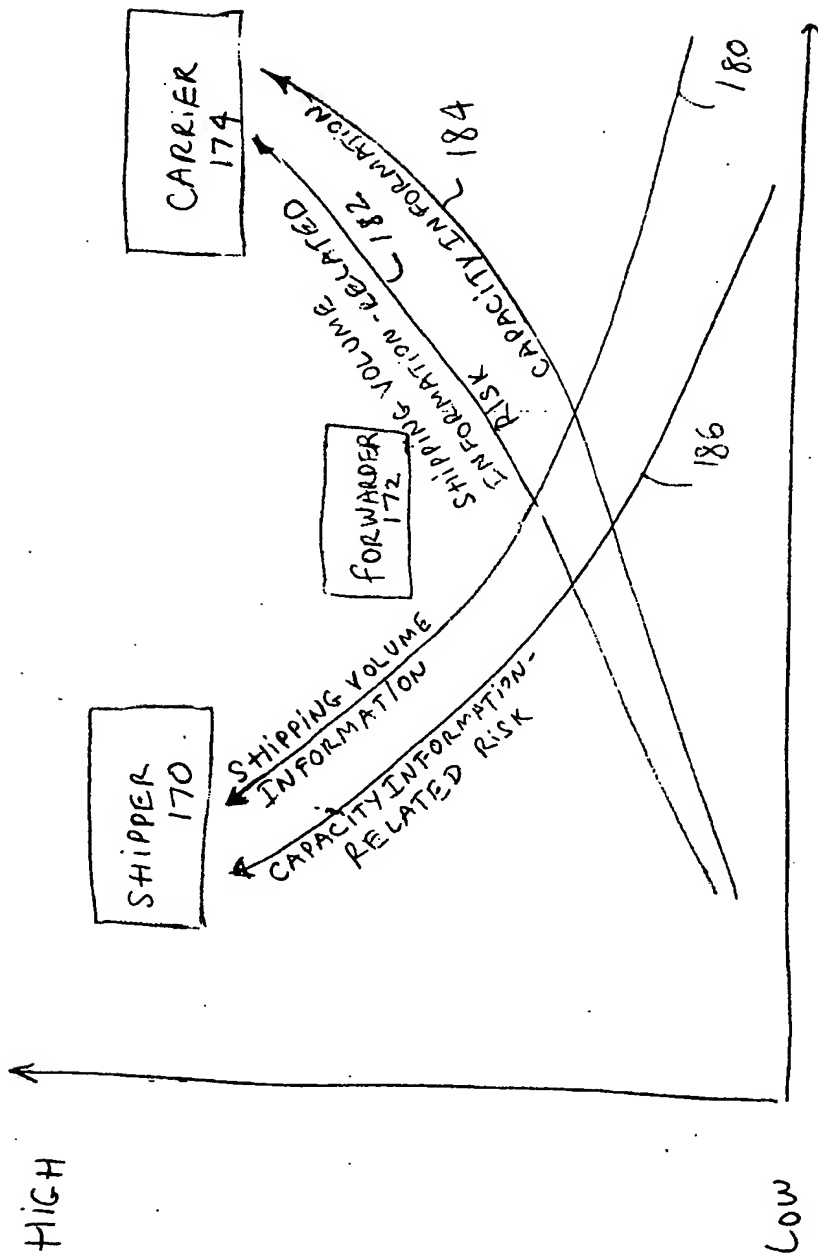 HIGH
LOW
SHIPPER
170
FORWARDER
172
CARRIER
174
SHIPPING VOLUME
INFORMATION
CAPACITY INFORMATION-
RELATED RISK
SHIPPING VOLUME
INFORMATION-RELATED
RISK
182
CAPACITY INFORMATION
184
180
186